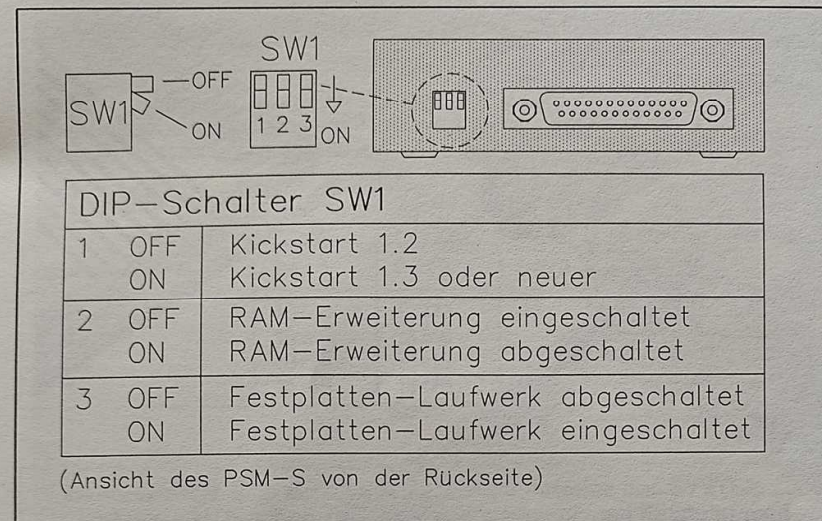 SW1
SW1 OFF
ON
1 2 3 ON
DIP-Schalter SW1
1 OFF Kickstart 1.2
ON Kickstart 1.3 oder neuer
2 OFF RAM-Erweiterung eingeschaltet
ON RAM-Erweiterung abgeschaltet
3 OFF Festplatten-Laufwerk abgeschaltet
ON Festplatten-Laufwerk eingeschaltet
(Ansicht des PSM-S von der Rückseite)